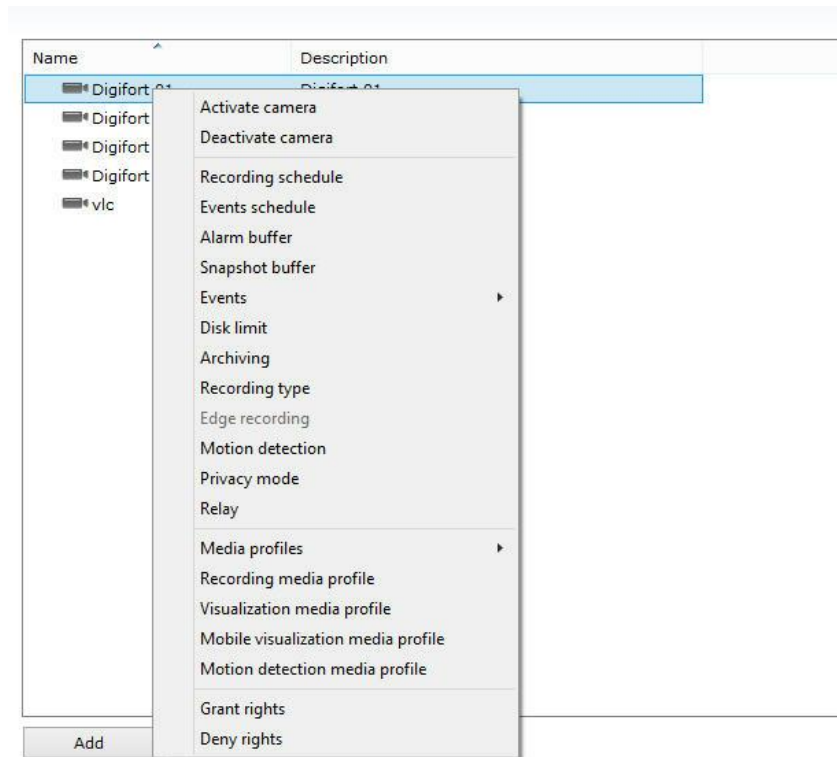 Name Description
Digifort
Digifort
Digifort
Digifort
vlc
Activate camera
Deactivate camera
Recording schedule
Events schedule
Alarm buffer
Snapshot buffer
Events
Disk limit
Archiving
Recording type
Edge recording
Motion detection
Privacy mode
Relay
Media profiles
Recording media profile
Visualization media profile
Mobile visualization media profile
Motion detection media profile
Grant rights
Deny rights
Add